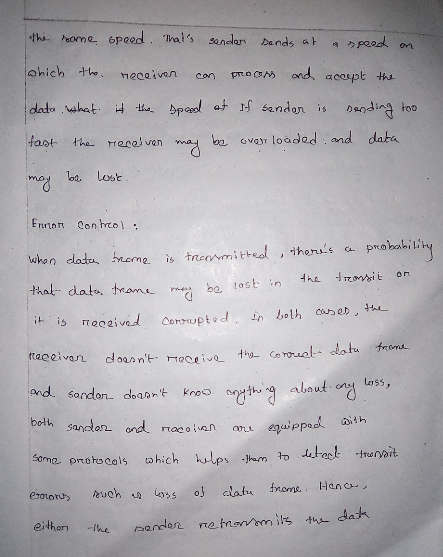 the same speed. That's sender sends at a speed on
which the receiver can process and accept the
data. What if the speed of If sender is sending too
fast the receiver may be overloaded. and data
may be lost.
Error Control :
When data frame is transmitted, there's a probability
that data frame may be lost in the transit or
it is received corrupted. In both cases, the
receiver doesn't receive the correct data frame
and sender doesn't know anything about any loss,
both sender and receiver are equipped with
some protocols which helps them to detect transit
errors such as loss of data frame. Hence,
either the sender retransmits the data